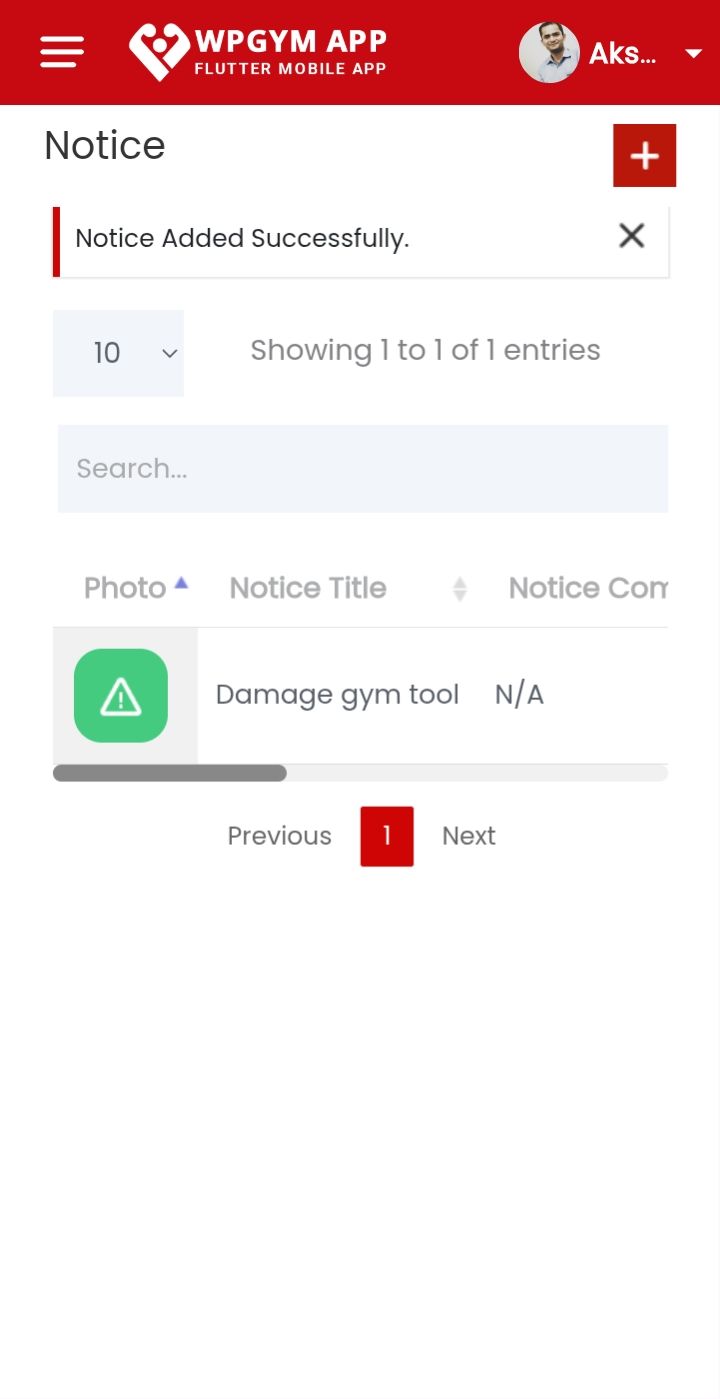 WPGYM APP
FLUTTER MOBILE APP
Aks...
Notice
Notice Added Successfully.
10
Showing 1 to 1 of 1 entries
Search...
Photo Notice Title Notice Com
Damage gym tool N/A
Previous 1 Next